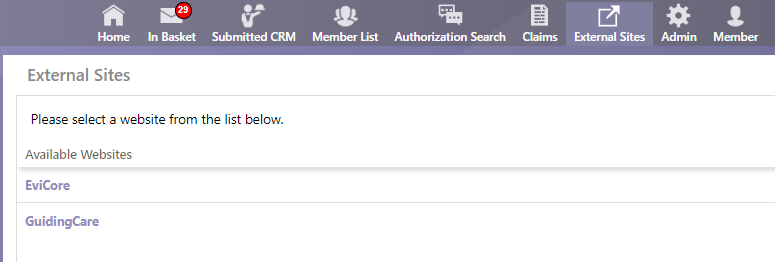 29
Home In Basket Submitted CRM Member List Authorization Search Claims External Sites Admin Member
External Sites
Please select a website from the list below.
Available Websites
EviCore
GuidingCare